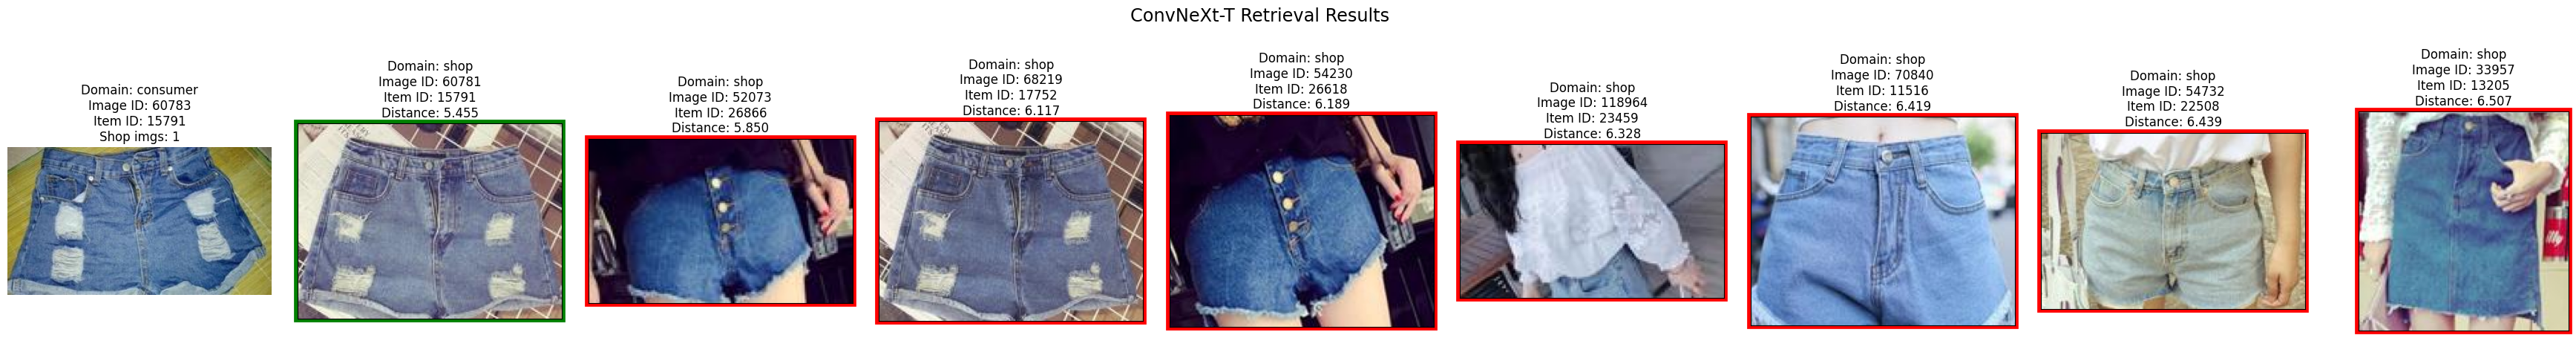 ConvNeXt-T Retrieval Results
Domain: consumer
Image ID: 60783
Item ID: 15791
Shop imgs: 1
Domain: shop
Image ID: 60781
Item ID: 15791
Distance: 5.455
Domain: shop
Image ID: 52073
Item ID: 26866
Distance: 5.850
Domain: shop
Image ID: 68219
Item ID: 17752
Distance: 6.117
Domain: shop
Image ID: 54230
Item ID: 26618
Distance: 6.189
Domain: shop
Image ID: 118964
Item ID: 23459
Distance: 6.328
Domain: shop
Image ID: 70840
Item ID: 11516
Distance: 6.419
Domain: shop
Image ID: 54732
Item ID: 22508
Distance: 6.439
Domain: shop
Image ID: 33957
Item ID: 13205
Distance: 6.507
illy